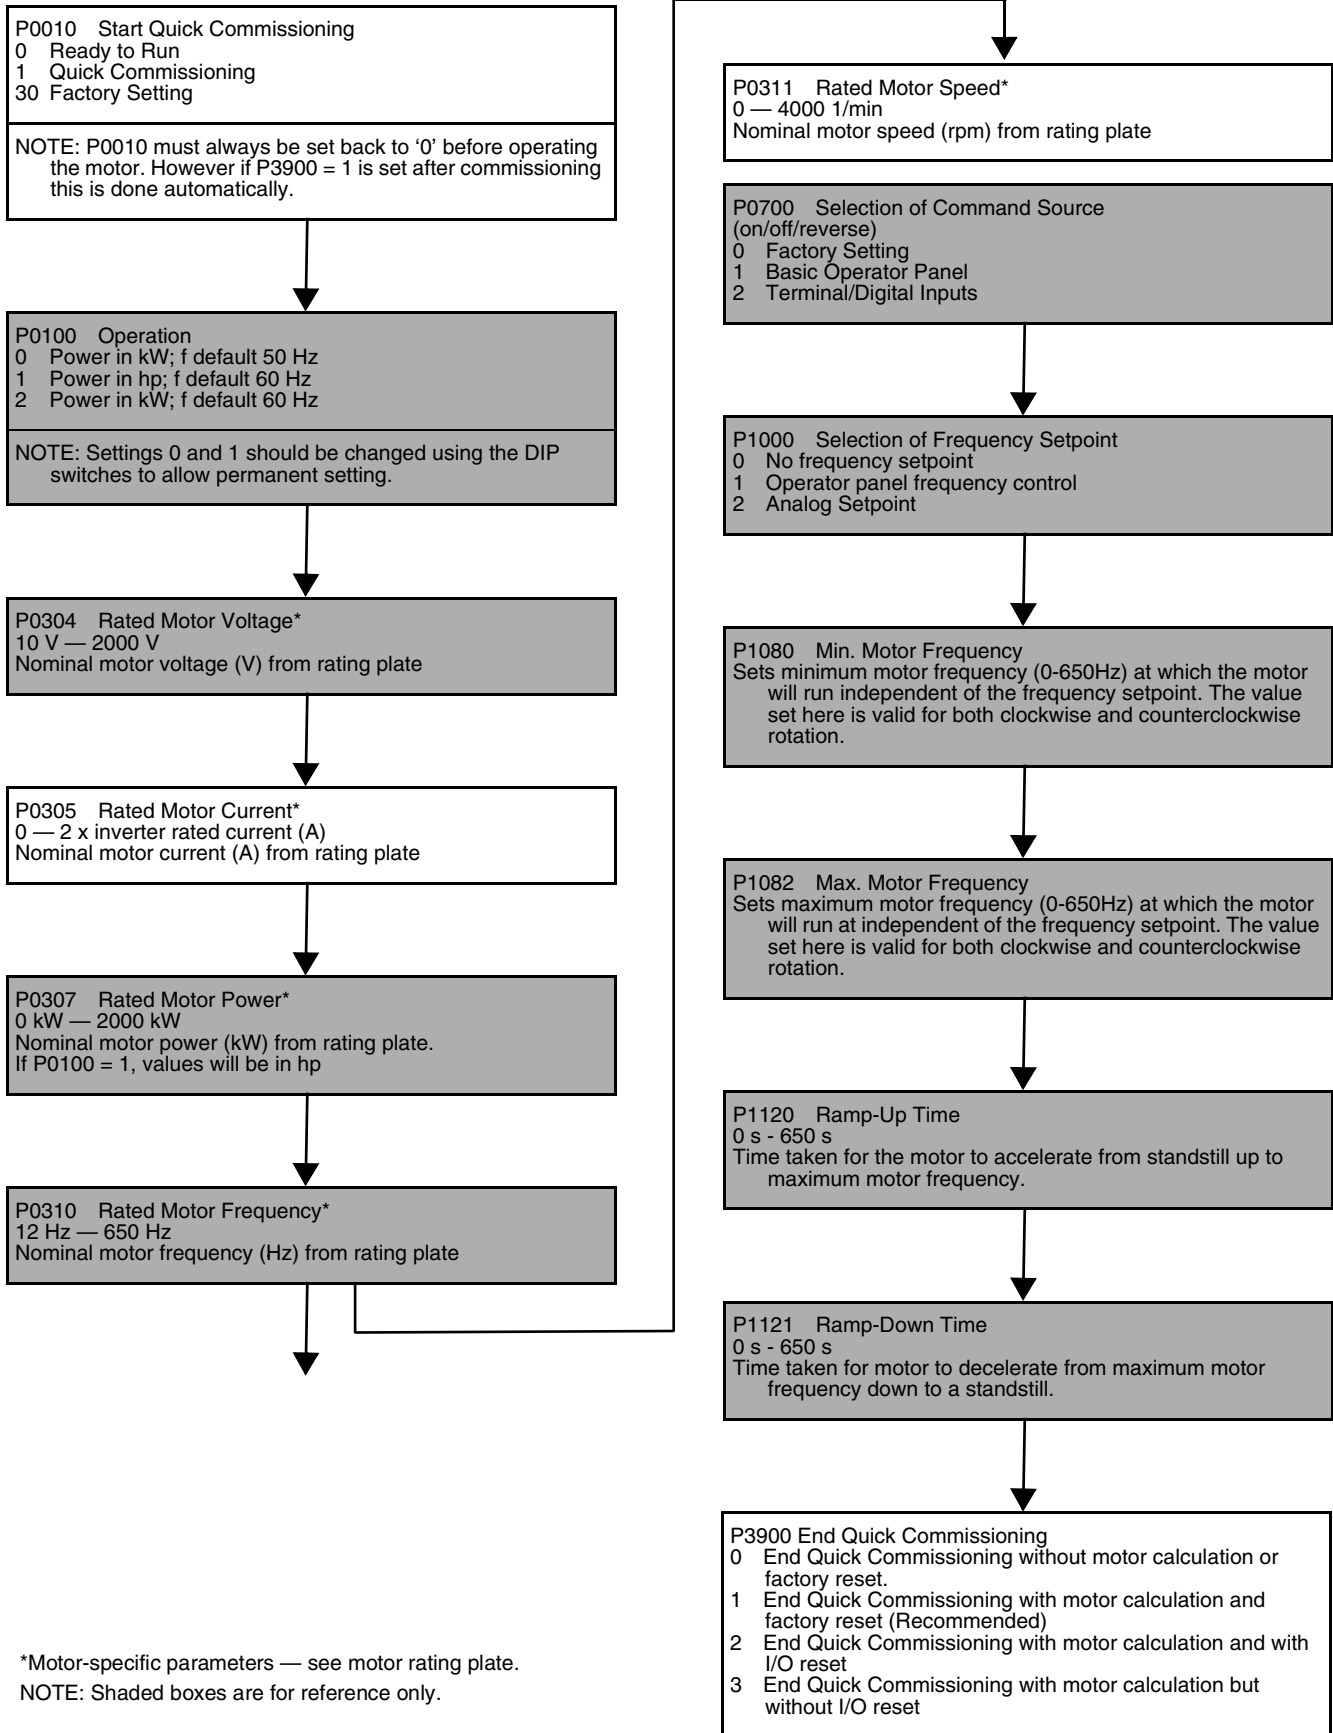 P0010 Start Quick Commissioning
0 Ready to Run
1 Quick Commissioning
30 Factory Setting
NOTE: P0010 must always be set back to ‘0’ before operating
the motor. However if P3900 = 1 is set after commissioning
this is done automatically.
P0100 Operation
0 Power in kW; f default 50 Hz
1 Power in hp; f default 60 Hz
2 Power in kW; f default 60 Hz
NOTE: Settings 0 and 1 should be changed using the DIP
switches to allow permanent setting.
P0304 Rated Motor Voltage*
10 V — 2000 V
Nominal motor voltage (V) from rating plate
P0305 Rated Motor Current*
0 — 2 x inverter rated current (A)
Nominal motor current (A) from rating plate
P0307 Rated Motor Power*
0 kW — 2000 kW
Nominal motor power (kW) from rating plate.
If P0100 = 1, values will be in hp
P0310 Rated Motor Frequency*
12 Hz — 650 Hz
Nominal motor frequency (Hz) from rating plate
P0311 Rated Motor Speed*
0 — 4000 1/min
Nominal motor speed (rpm) from rating plate
P0700 Selection of Command Source
(on/off/reverse)
0 Factory Setting
1 Basic Operator Panel
2 Terminal/Digital Inputs
P1000 Selection of Frequency Setpoint
0 No frequency setpoint
1 Operator panel frequency control
2 Analog Setpoint
P1080 Min. Motor Frequency
Sets minimum motor frequency (0-650Hz) at which the motor
will run independent of the frequency setpoint. The value
set here is valid for both clockwise and counterclockwise
rotation.
P1082 Max. Motor Frequency
Sets maximum motor frequency (0-650Hz) at which the motor
will run at independent of the frequency setpoint. The value
set here is valid for both clockwise and counterclockwise
rotation.
P1120 Ramp-Up Time
0 s - 650 s
Time taken for the motor to accelerate from standstill up to
maximum motor frequency.
P1121 Ramp-Down Time
0 s - 650 s
Time taken for motor to decelerate from maximum motor
frequency down to a standstill.
P3900 End Quick Commissioning
0 End Quick Commissioning without motor calculation or
factory reset.
1 End Quick Commissioning with motor calculation and
factory reset (Recommended)
2 End Quick Commissioning with motor calculation and with
I/O reset
3 End Quick Commissioning with motor calculation but
without I/O reset
*Motor-specific parameters — see motor rating plate.
NOTE: Shaded boxes are for reference only.